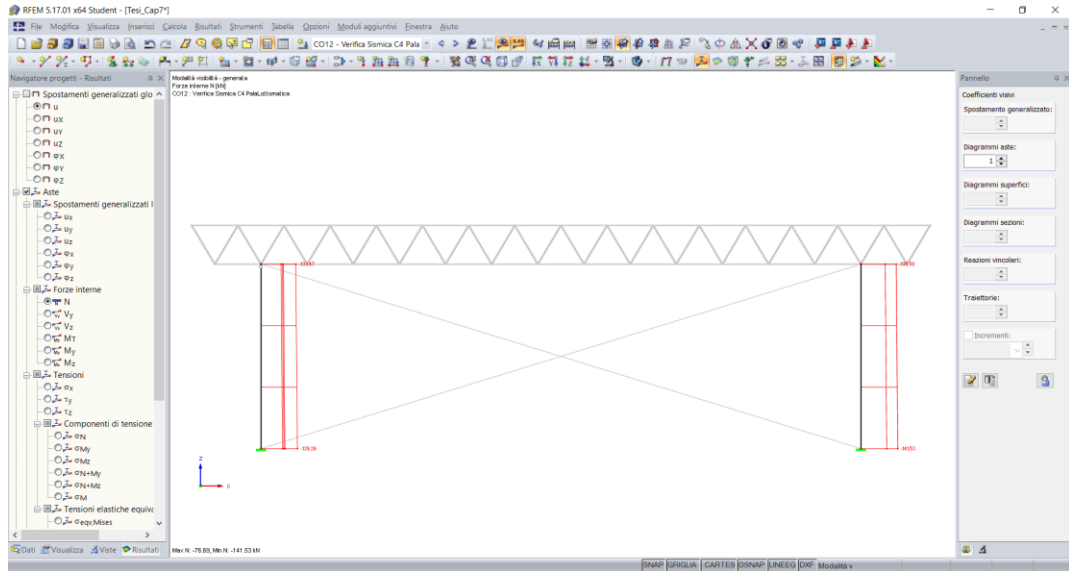 RFEM 5.17.01 x64 Student - [Tesi_Cap7*]
File Modifica Visualizza Inserisci Calcola Risultati Strumenti Tabella Opzioni Moduli aggiuntivi Finestra Aiuto
CO12 - Verifica Sismica C4 Pala
Navigatore progetti - Risultati
Spostamenti generalizzati glo
u
uX
uY
uZ
φX
φY
φZ
Aste
Spostamenti generalizzati l
ux
uy
uz
φx
φy
φz
Forze interne
N
Vy
Vz
MT
My
Mz
Tensioni
σx
τy
τz
Componenti di tensione
σN
σMy
σMz
σN+My
σN+Mz
σM
Tensioni elastiche equiva
σeqv,Mises
Dati Visualizza Viste Risultati
Modalità visibilità - generata
Forze interne N [kN]
CO12 : Verifica Sismica C4 PalaLottomatica
Z
X
-141.53
Max N: -76.69, Min N: -141.53 kN
Pannello
Coefficienti visivi
Spostamento generalizzato:
Diagrammi aste:
1
Diagrammi superfici:
Diagrammi sezioni:
Reazioni vincolari:
Traiettorie:
Incrementi:
SNAP GRIGLIA CARTES OSNAP LINEEG DXF Modalità v